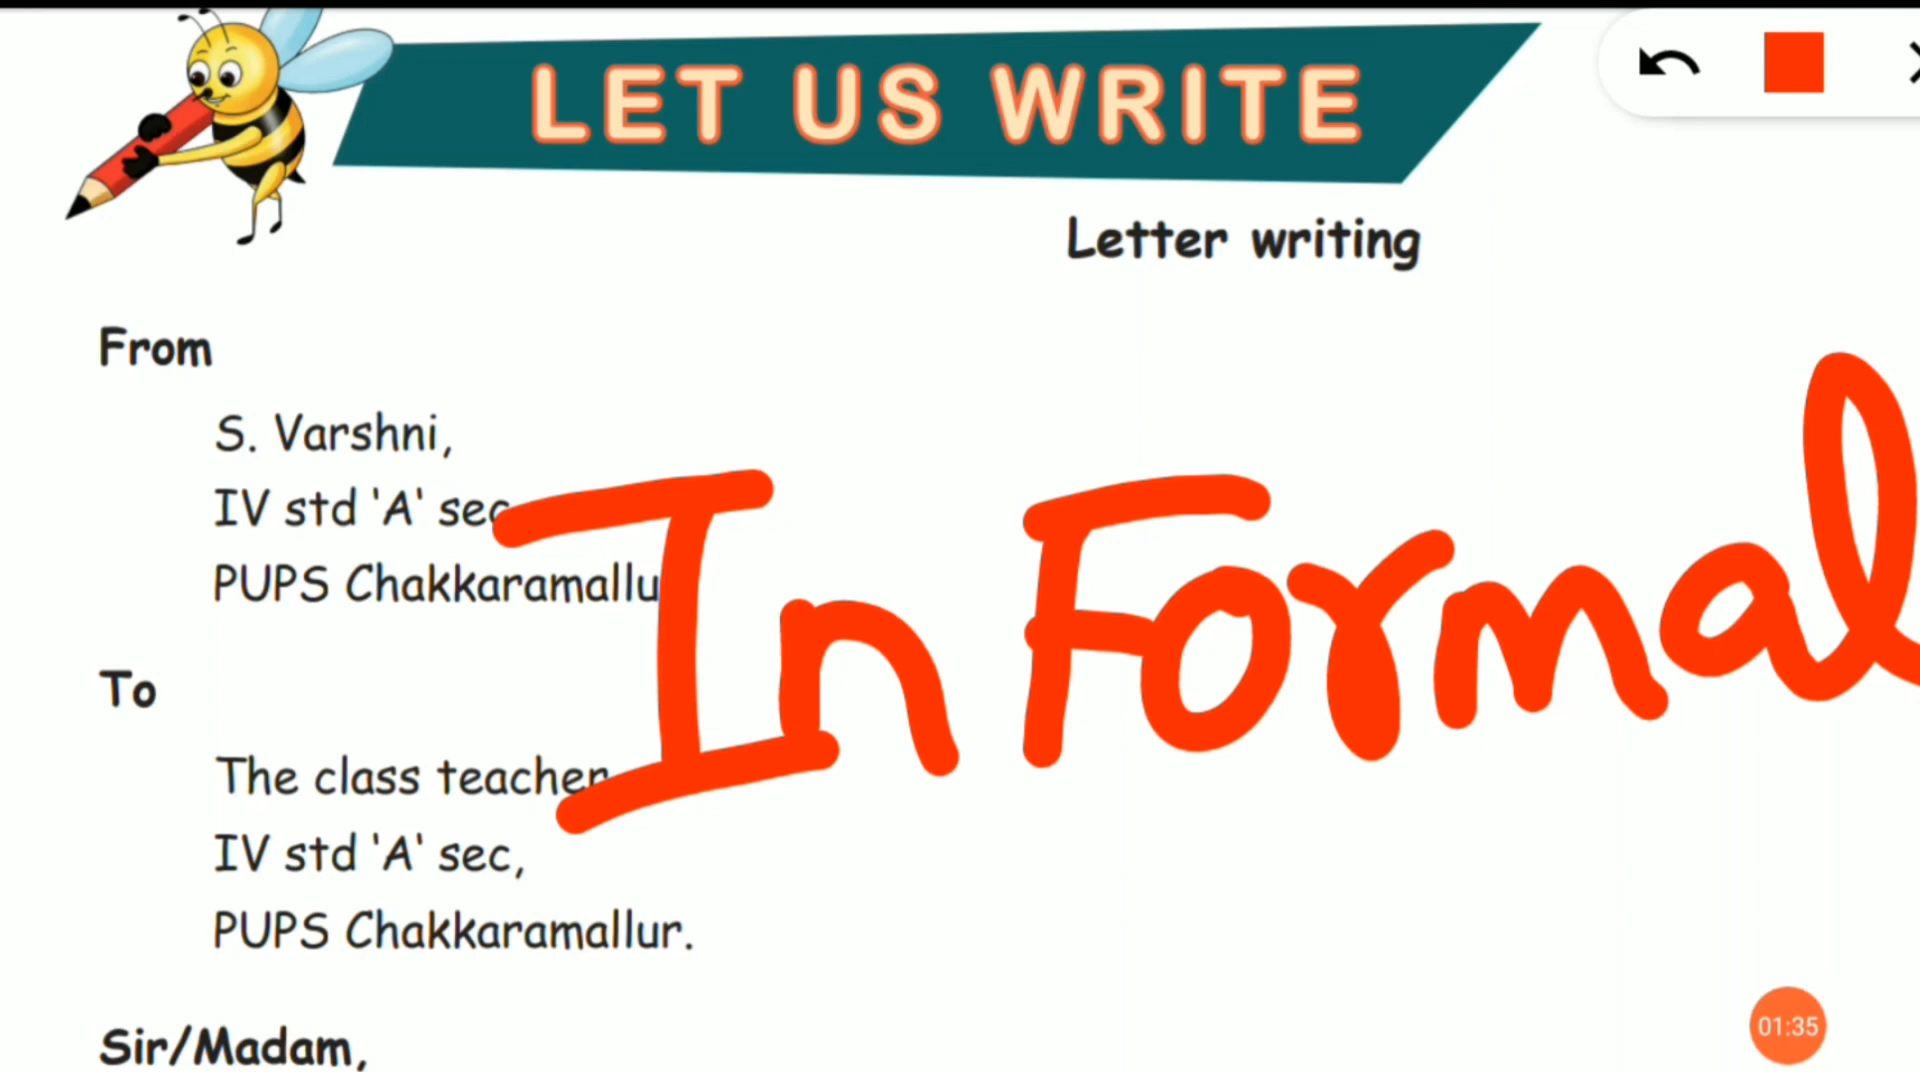 LET US WRITE
Letter writing
From
S. Varshni,
IV std 'A' sec
PUPS Chakkaramallu
In Formal
To
The class teacher
IV std 'A' sec,
PUPS Chakkaramallur.
Sir/Madam,
01:35